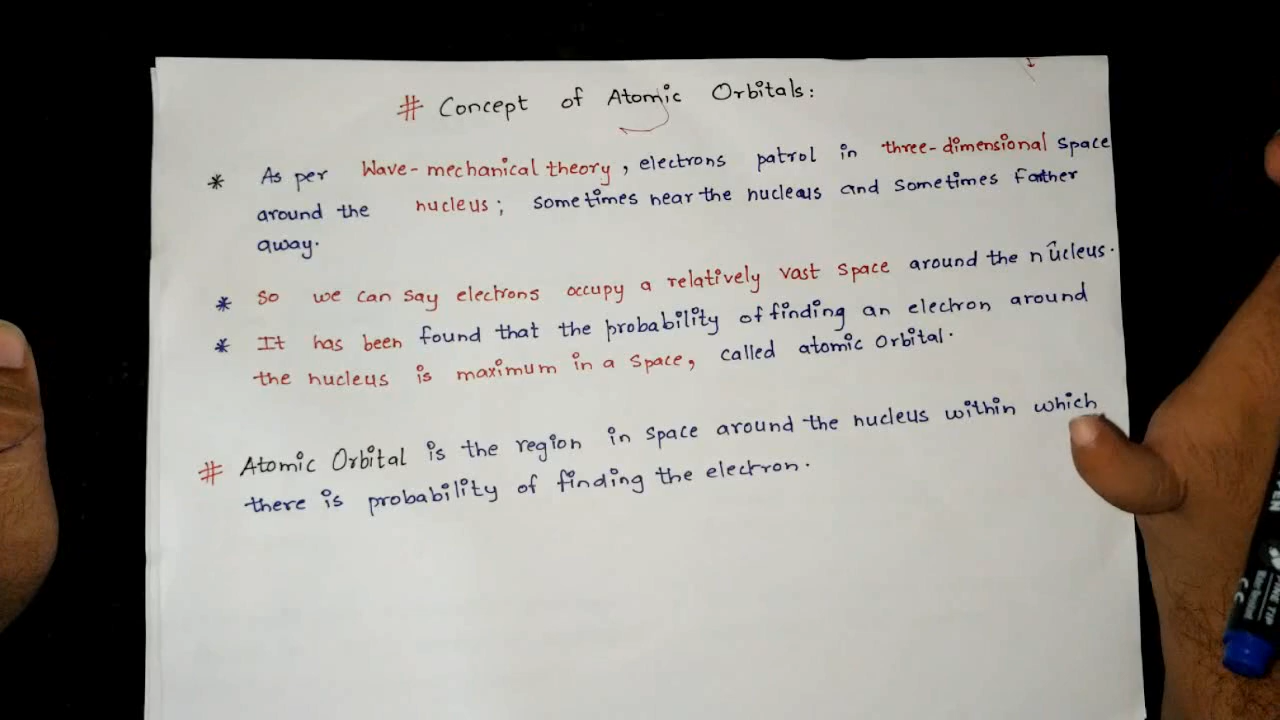 # Concept of Atomic Orbitals:
* As per Wave-mechanical theory, electrons patrol in three-dimensional space
around the nucleus; sometimes near the nucleus and sometimes farther
away.
* So we can say electrons occupy a relatively vast space around the nucleus.
* It has been found that the probability of finding an electron around
the nucleus is maximum in a space, called atomic orbital.
# Atomic Orbital is the region in space around the nucleus within which
there is probability of finding the electron.